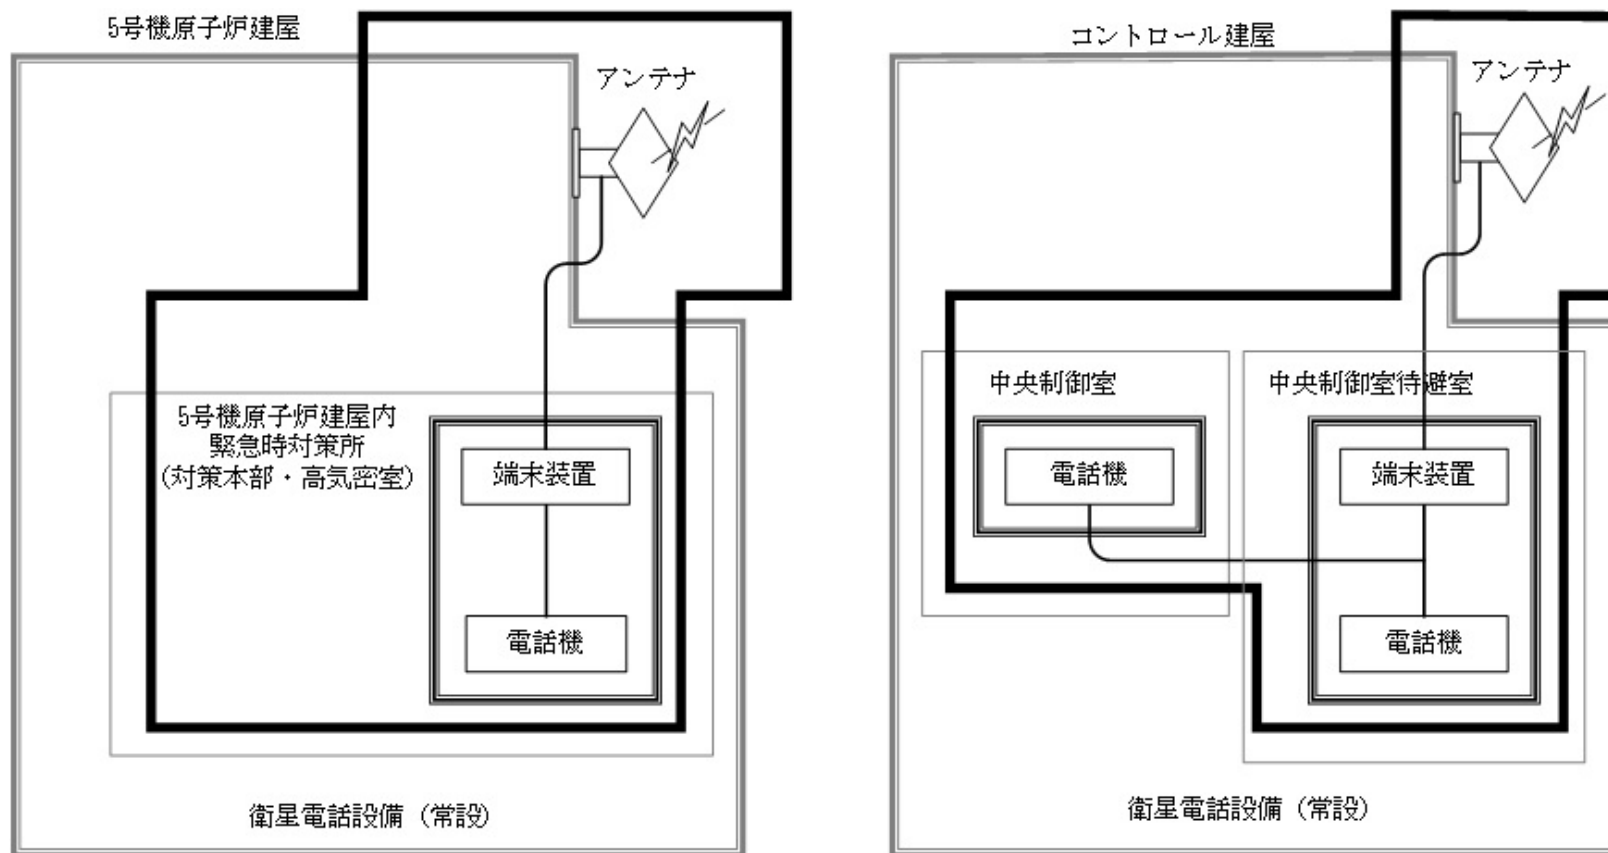 5号機原子炉建屋
アンテナ
5号機原子炉建屋内
緊急時対策所
(対策本部・高気密室)
端末装置
電話機
衛星電話設備（常設）
コントロール建屋
アンテナ
中央制御室
電話機
中央制御室待避室
端末装置
電話機
衛星電話設備（常設）